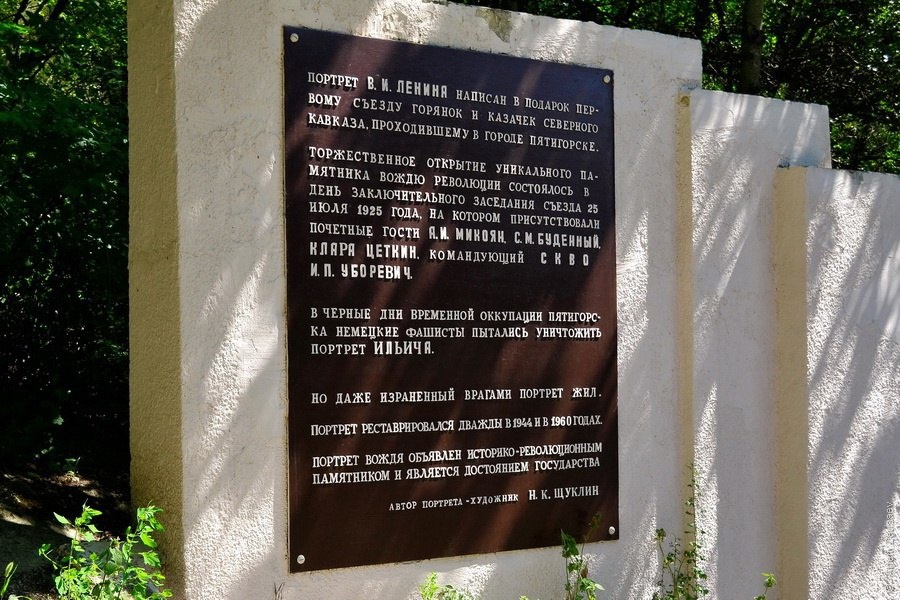 ПОРТРЕТ В. И. ЛЕНИНА НАПИСАН В ПОДАРОК ПЕР-
ВОМУ СЪЕЗДУ ГОРЯНОК И КАЗАЧЕК СЕВЕРНОГО
КАВКАЗА, ПРОХОДИВШЕМУ В ГОРОДЕ ПЯТИГОРСКЕ.
ТОРЖЕСТВЕННОЕ ОТКРЫТИЕ УНИКАЛЬНОГО ПА-
МЯТНИКА ВОЖДЮ РЕВОЛЮЦИИ СОСТОЯЛОСЬ В
ДЕНЬ ЗАКЛЮЧИТЕЛЬНОГО ЗАСЕДАНИЯ СЪЕЗДА 25
ИЮЛЯ 1925 ГОДА, НА КОТОРОМ ПРИСУТСТВОВАЛИ
ПОЧЕТНЫЕ ГОСТИ А.И. МИКОЯН, С.М. БУДЕННЫЙ,
КЛАРА ЦЕТКИН, КОМАНДУЮЩИЙ СКВО
И.П. УБОРЕВИЧ.
В ЧЕРНЫЕ ДНИ ВРЕМЕННОЙ ОККУПАЦИИ ПЯТИГОРС-
КА НЕМЕЦКИЕ ФАШИСТЫ ПЫТАЛИСЬ УНИЧТОЖИТЬ
ПОРТРЕТ ИЛЬИЧА.
НО ДАЖЕ ИЗРАНЕННЫЙ ВРАГАМИ ПОРТРЕТ ЖИЛ.
ПОРТРЕТ РЕСТАВРИРОВАЛСЯ ДВАЖДЫ В 1944 И В 1960 ГОДАХ.
ПОРТРЕТ ВОЖДЯ ОБЪЯВЛЕН ИСТОРИКО-РЕВОЛЮЦИОННЫМ
ПАМЯТНИКОМ И ЯВЛЯЕТСЯ ДОСТОЯНИЕМ ГОСУДАРСТВА
АВТОР ПОРТРЕТА - ХУДОЖНИК Н. К. ЩУКЛИН